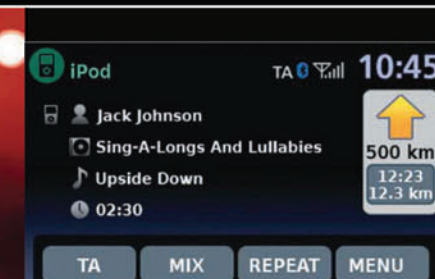 iPod TA 10:45
Jack Johnson
Sing-A-Longs And Lullabies
500 km
Upside Down
12:23
12.3 km
02:30
TA MIX REPEAT MENU